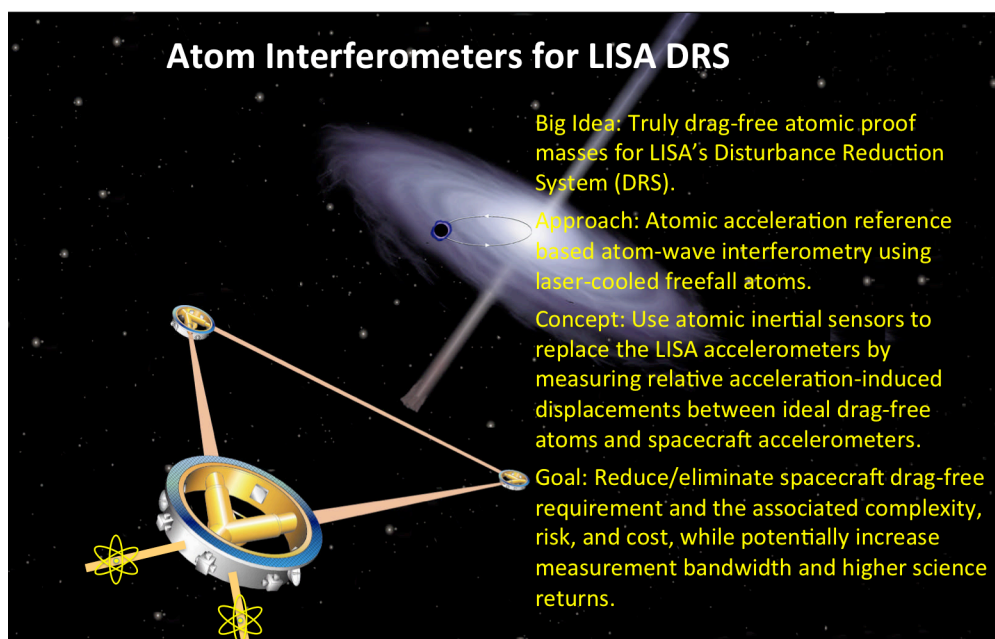 Atom Interferometers for LISA DRS
Big Idea: Truly drag-free atomic proof
masses for LISA’s Disturbance Reduction
System (DRS).
Approach: Atomic acceleration reference
based atom-wave interferometry using
laser-cooled freefall atoms.
Concept: Use atomic inertial sensors to
replace the LISA accelerometers by
measuring relative acceleration-induced
displacements between ideal drag-free
atoms and spacecraft accelerometers.
Goal: Reduce/eliminate spacecraft drag-free
requirement and the associated complexity,
risk, and cost, while potentially increase
measurement bandwidth and higher science
returns.